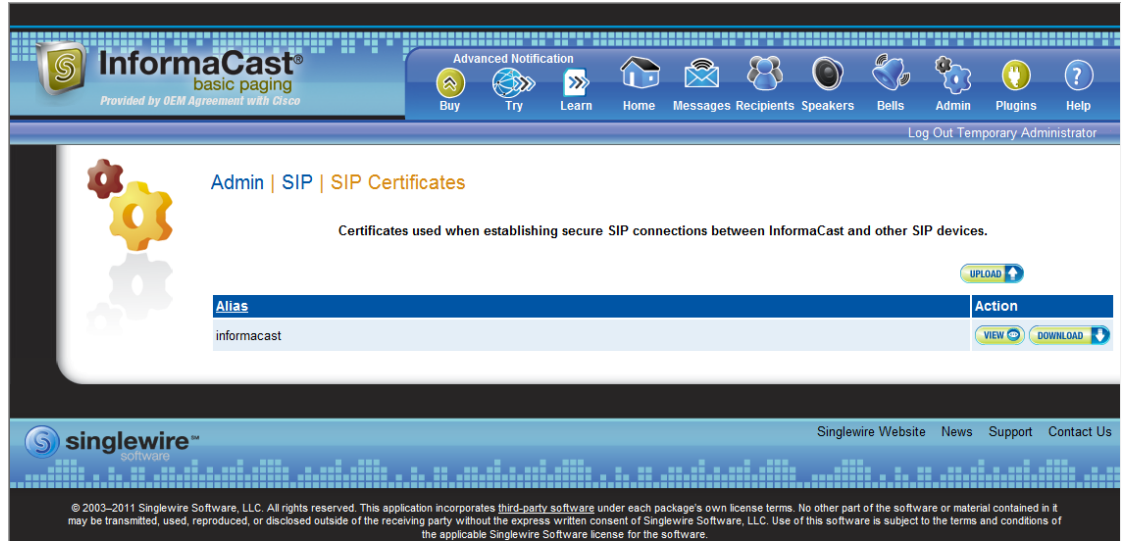 InformaCast®
basic paging
Provided by OEM Agreement with Cisco
Advanced Notification
Buy Try Learn Home Messages Recipients Speakers Bells Admin Plugins Help
Log Out Temporary Administrator
Admin | SIP | SIP Certificates
Certificates used when establishing secure SIP connections between InformaCast and other SIP devices.
UPLOAD
Alias Action
informacast VIEW DOWNLOAD
singlewire℠
software
Singlewire Website News Support Contact Us
© 2003–2011 Singlewire Software, LLC. All rights reserved. This application incorporates third-party software under each package's own license terms. No other part of the software or material contained in it
may be transmitted, used, reproduced, or disclosed outside of the receiving party without the express written consent of Singlewire Software, LLC. Use of this software is subject to the terms and conditions of
the applicable Singlewire Software license for the software.